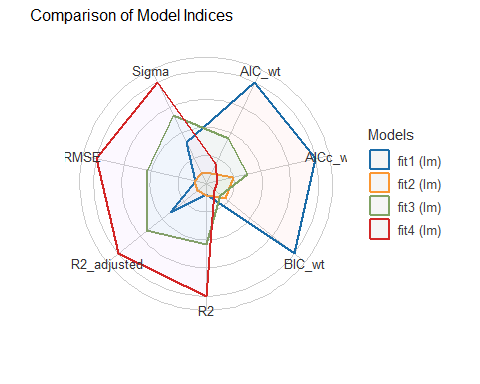 Comparison of Model Indices
Sigma
AIC_wt
Models
RMSE
AICc_w
fit1 (lm)
fit2 (lm)
fit3 (lm)
fit4 (lm)
R2_adjusted
BIC_wt
R2